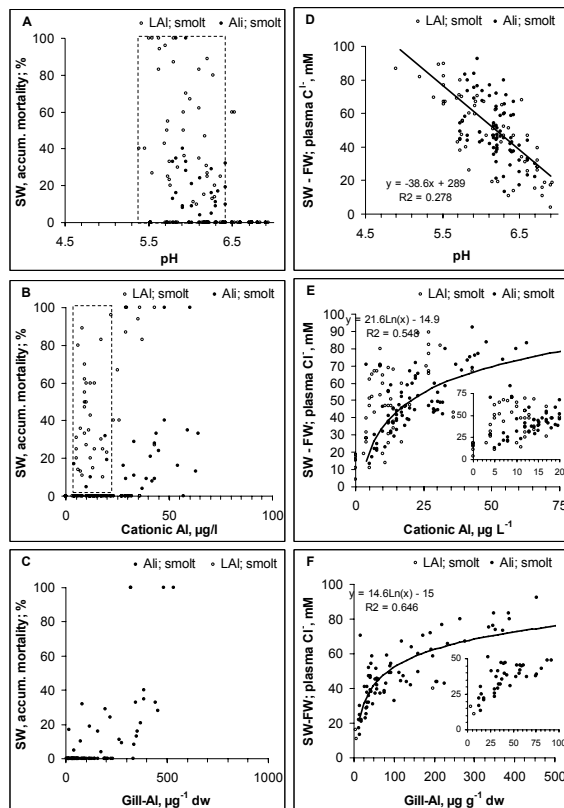 A
LAl; smolt
Ali; smolt
SW, accum. mortality; %
100
80
60
40
20
0
4.5
5.5
6.5
pH
D
LAl; smolt
Ali; smolt
SW - FW; plasma Cl-, mM
100
80
60
40
20
0
y = -38.6x + 289
R2 = 0.278
4.5
5.5
6.5
pH
B
LAl; smolt
Ali; smolt
SW, accum. mortality; %
100
80
60
40
20
0
0
50
100
Cationic Al, µg/l
E
LAl; smolt
Ali; smolt
y = 21.6Ln(x) - 14.9
R2 = 0.548
SW - FW; plasma Cl-, mM
100
90
80
70
60
50
40
30
20
10
0
75
50
25
0
0
5
10
15
20
0
25
50
75
Cationic Al, µg L-1
C
Ali; smolt
LAl; smolt
SW, accum. mortality; %
100
80
60
40
20
0
0
500
1000
Gill-Al, µg-1 dw
F
LAl; smolt
Ali; smolt
y = 14.6Ln(x) - 15
R2 = 0.646
SW-FW; plasma Cl-, mM
100
80
60
40
20
0
50
25
0
0
25
50
75
100
0
100
200
300
400
500
Gill-Al, µg g-1 dw